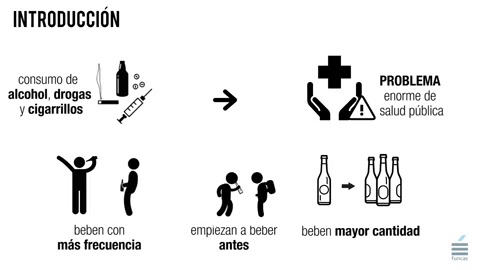 INTRODUCCIÓN
consumo de
alcohol, drogas
y cigarrillos
PROBLEMA
enorme de
salud pública
beben con
más frecuencia
empiezan a beber
antes
beben mayor cantidad
funcas